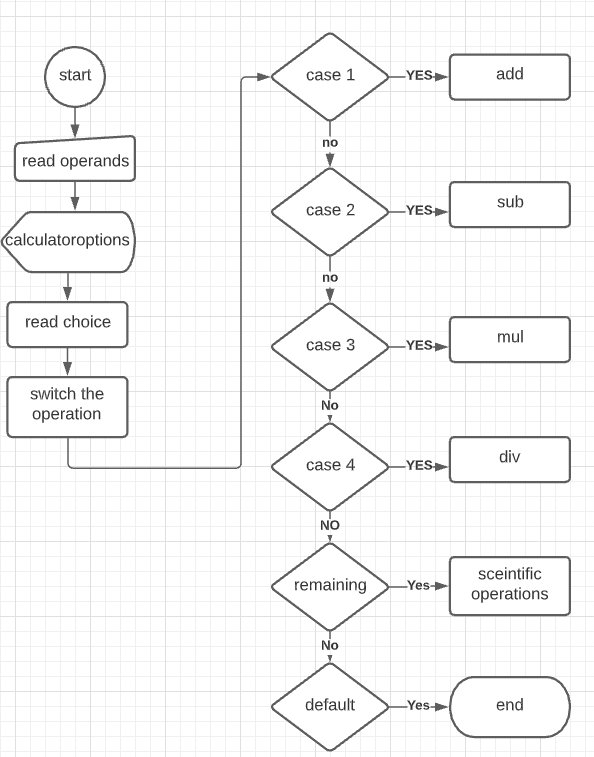 start
read operands
calculatoroptions
read choice
switch the
operation
case 1
YES
add
no
case 2
YES
sub
no
case 3
YES
mul
No
case 4
YES
div
NO
remaining
Yes
sceintific
operations
No
default
Yes
end